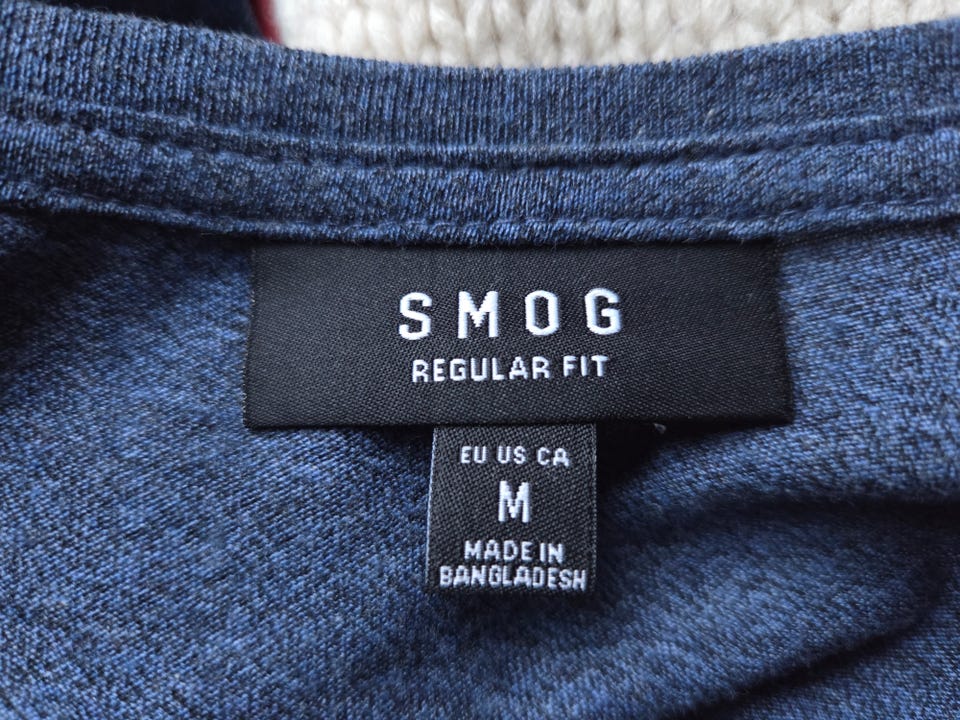 SMOG
REGULAR FIT
EU US CA
M
MADE IN
BANGLADESH